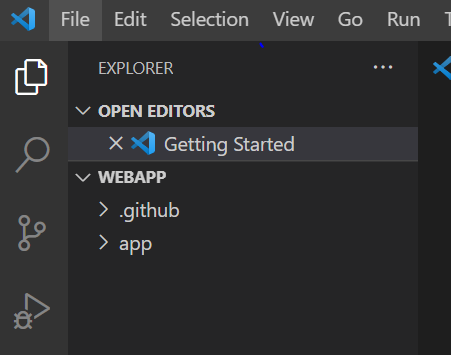 File Edit Selection View Go Run
EXPLORER ...
OPEN EDITORS
Getting Started
WEBAPP
.github
app